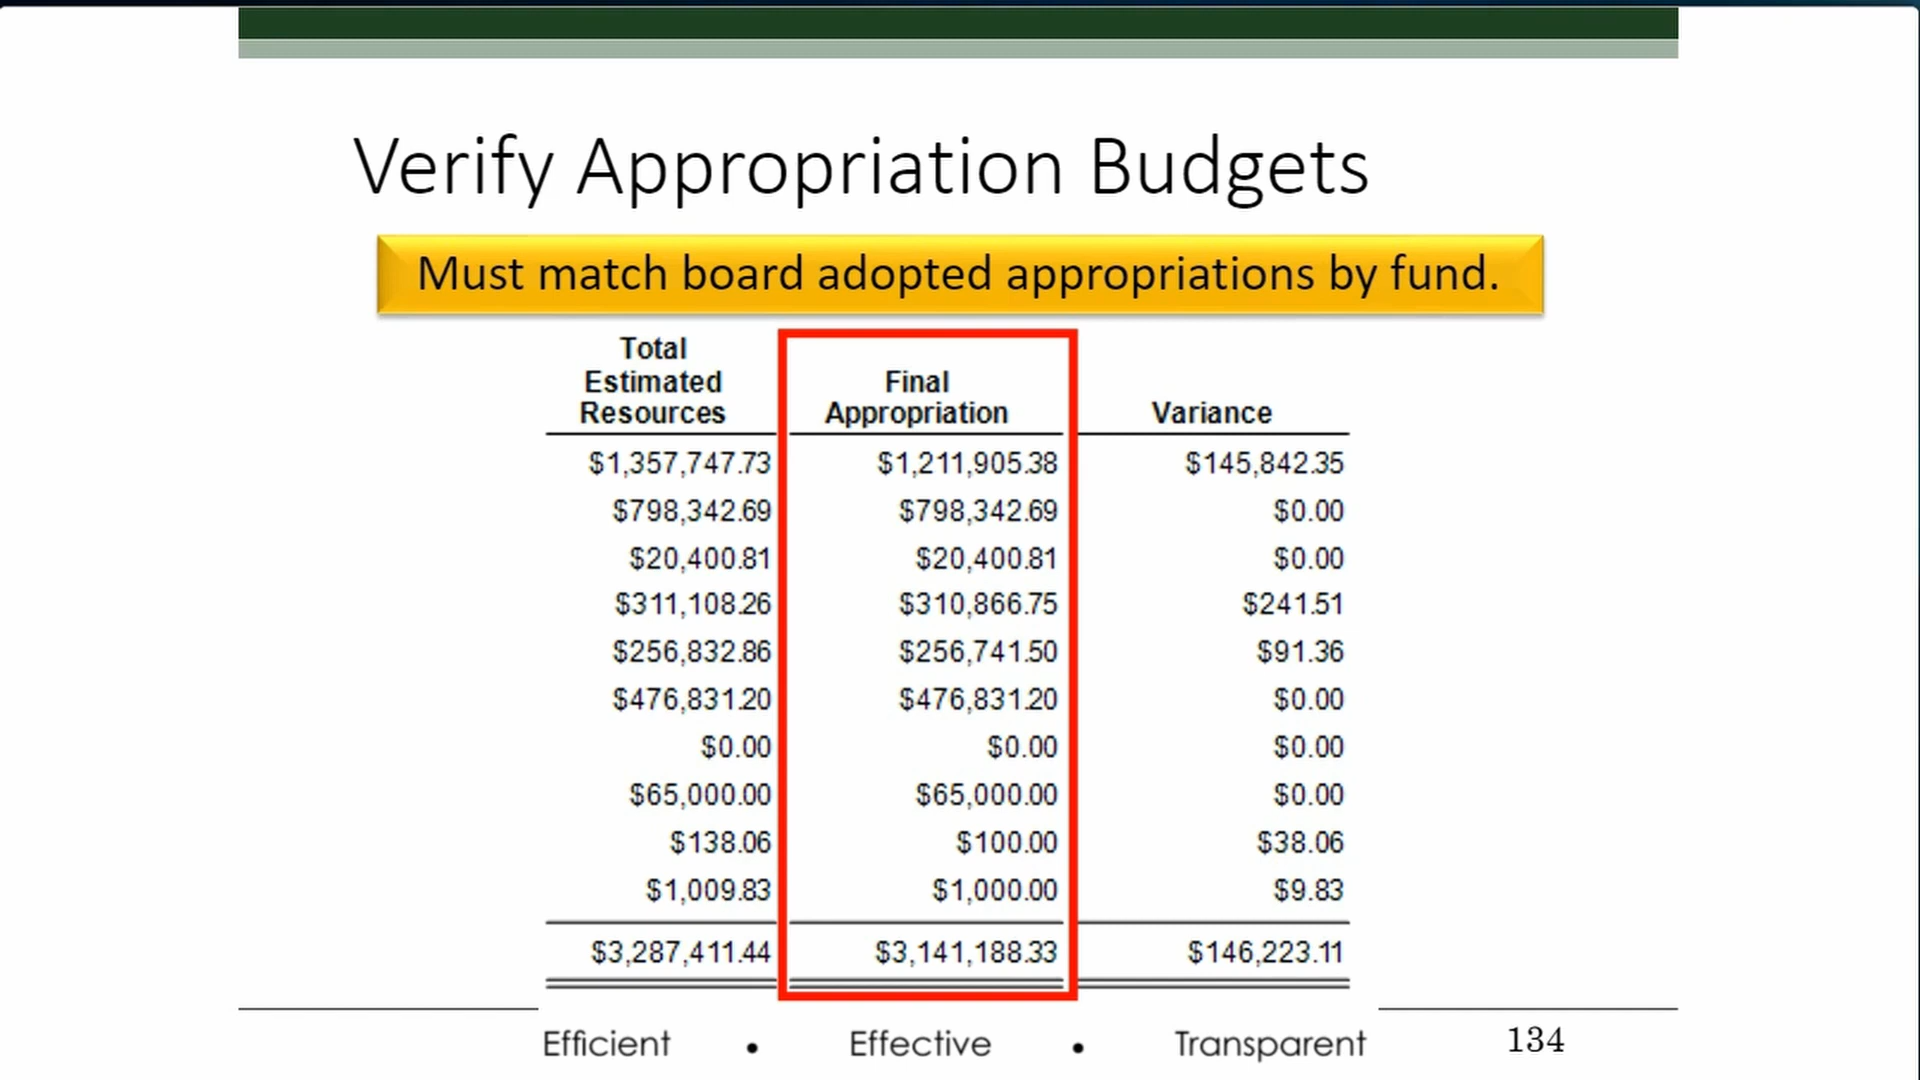 Verify Appropriation Budgets
Must match board adopted appropriations by fund.
Total
Estimated
Resources
Final
Appropriation
Variance
$1,357,747.73 $1,211,905.38 $145,842.35
$798,342.69 $798,342.69 $0.00
$20,400.81 $20,400.81 $0.00
$311,108.26 $310,866.75 $241.51
$256,832.86 $256,741.50 $91.36
$476,831.20 $476,831.20 $0.00
$0.00 $0.00 $0.00
$65,000.00 $65,000.00 $0.00
$138.06 $100.00 $38.06
$1,009.83 $1,000.00 $9.83
$3,287,411.44 $3,141,188.33 $146,223.11
Efficient • Effective • Transparent 134